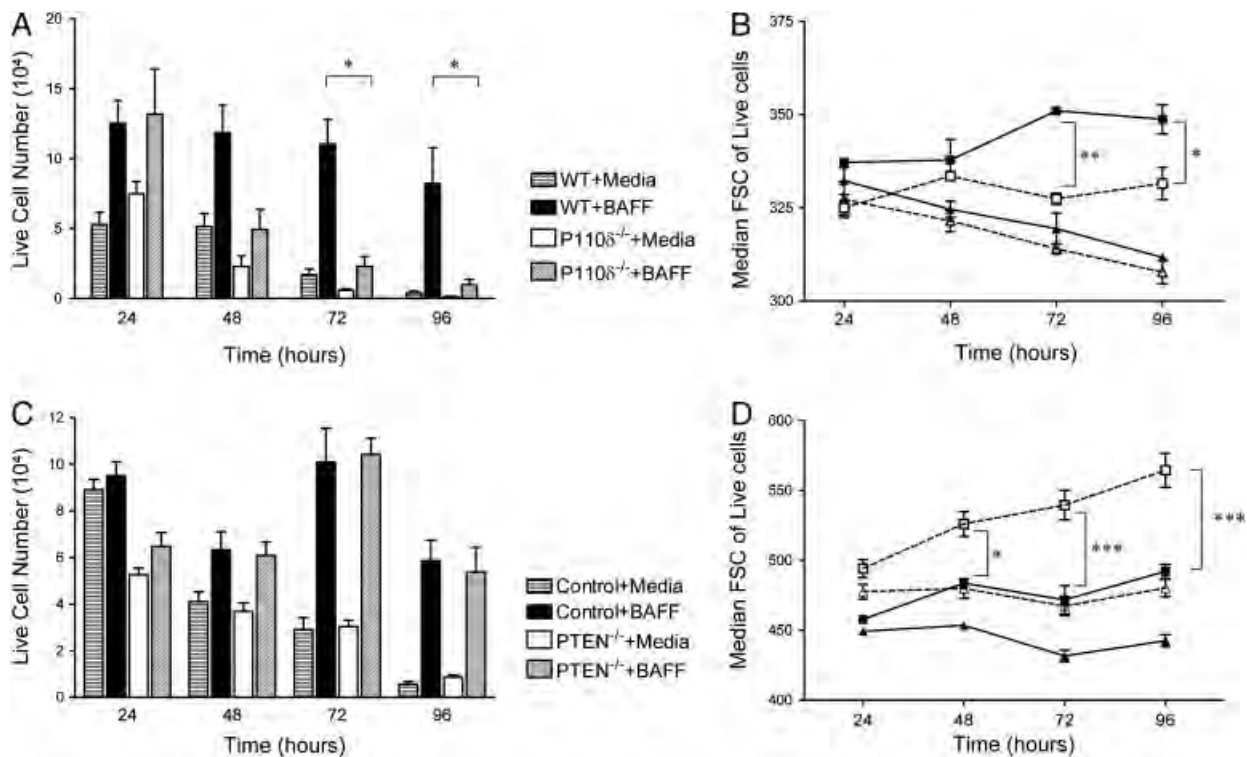 A
Live Cell Number (10⁴)
20
15
10
5
0
*
*
24
48
72
96
Time (hours)
WT+Media
WT+BAFF
P110δ⁻/⁻+Media
P110δ⁻/⁻+BAFF
B
Median FSC of Live cells
375
350
325
300
**
*
24
48
72
96
Time (hours)
C
Live Cell Number (10⁴)
12
10
8
6
4
2
0
24
48
72
96
Time (hours)
Control+Media
Control+BAFF
PTEN⁻/⁻+Media
PTEN⁻/⁻+BAFF
D
Median FSC of Live cells
600
550
500
450
400
*
***
***
24
48
72
96
Time (hours)